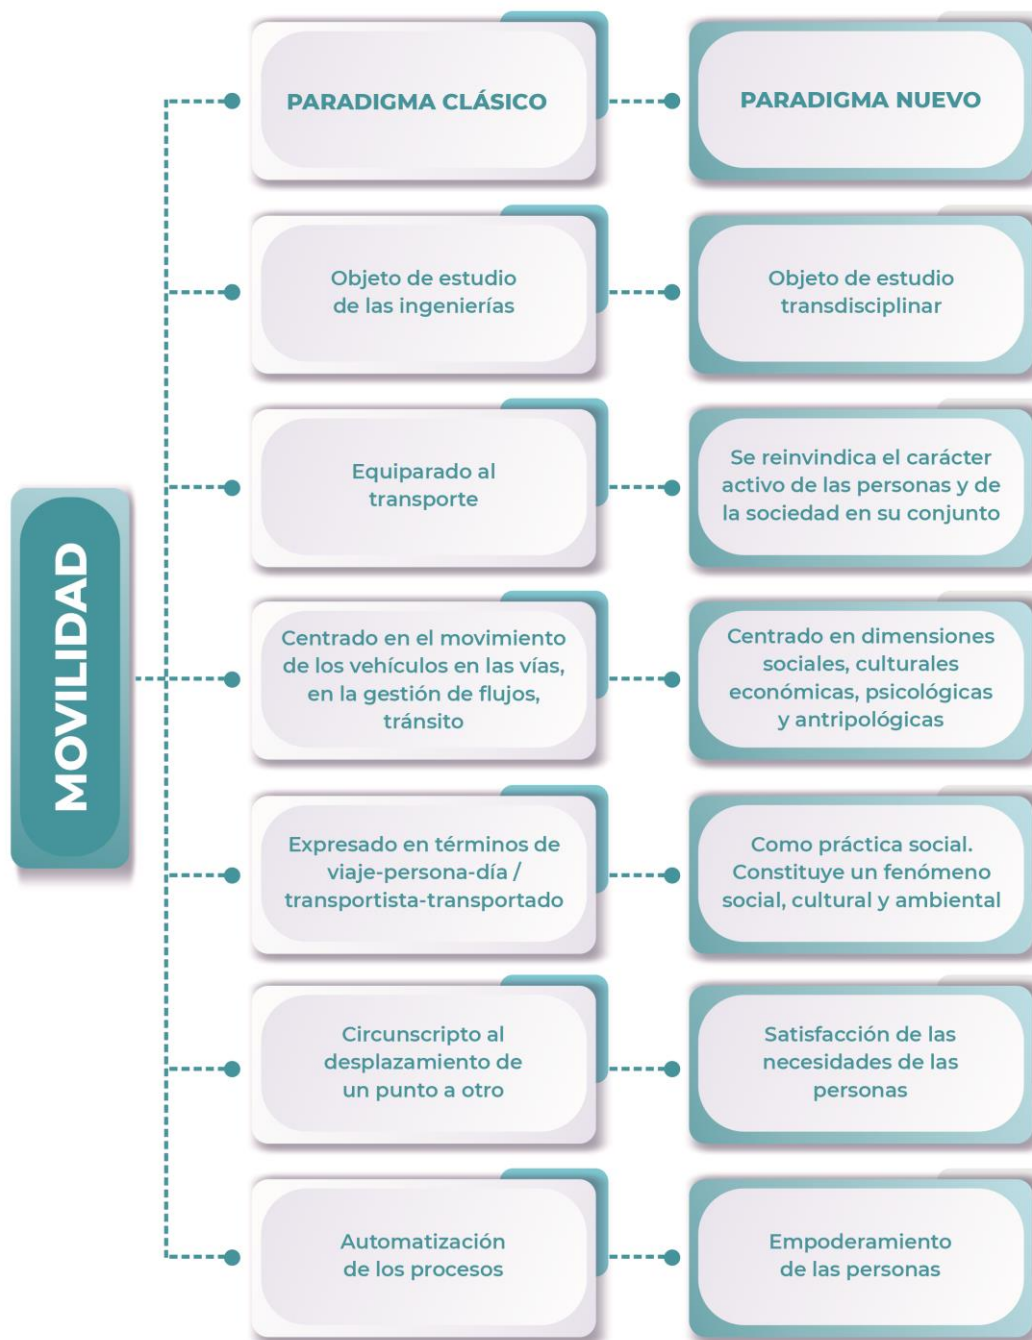 MOVILIDAD
PARADIGMA CLÁSICO
PARADIGMA NUEVO
Objeto de estudio
de las ingenierías
Objeto de estudio
transdisciplinar
Equiparado al
transporte
Se reinvindica el carácter
activo de las personas y de
la sociedad en su conjunto
Centrado en el movimiento
de los vehículos en las vías,
en la gestión de flujos,
tránsito
Centrado en dimensiones
sociales, culturales
económicas, psicológicas
y antripológicas
Expresado en términos de
viaje-persona-día /
transportista-transportado
Como práctica social.
Constituye un fenómeno
social, cultural y ambiental
Circunscripto al
desplazamiento de
un punto a otro
Satisfacción de las
necesidades de las
personas
Automatización
de los procesos
Empoderamiento
de las personas